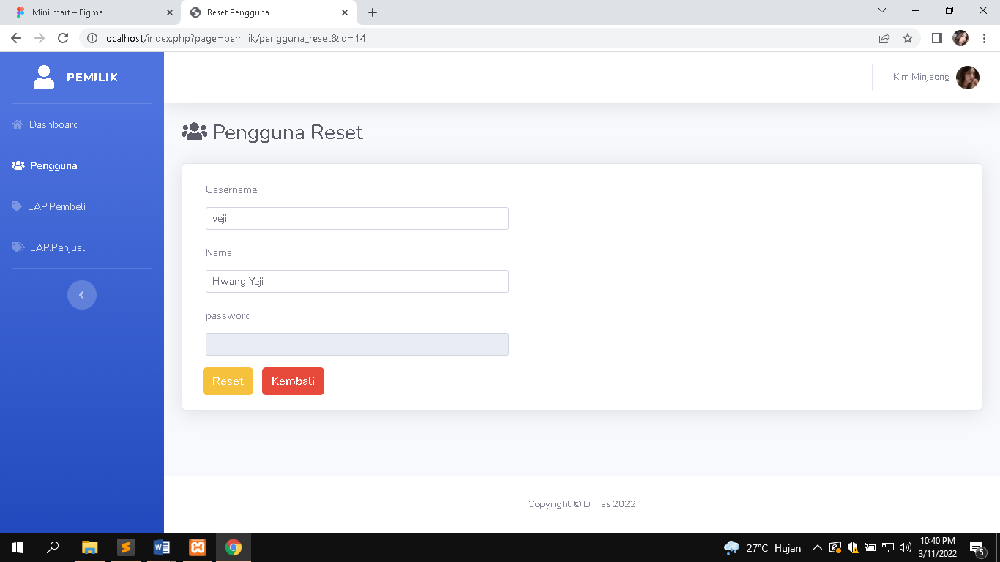 Mini mart – Figma
Reset Pengguna
localhost/index.php?page=pemilik/pengguna_reset&id=14
PEMILIK
Kim Minjeong
Dashboard
Pengguna
LAP.Pembeli
LAP.Penjual
Pengguna Reset
Ussername
yeji
Nama
Hwang Yeji
password
Reset Kembali
Copyright © Dimas 2022
27°C Hujan
10:40 PM
3/11/2022
5